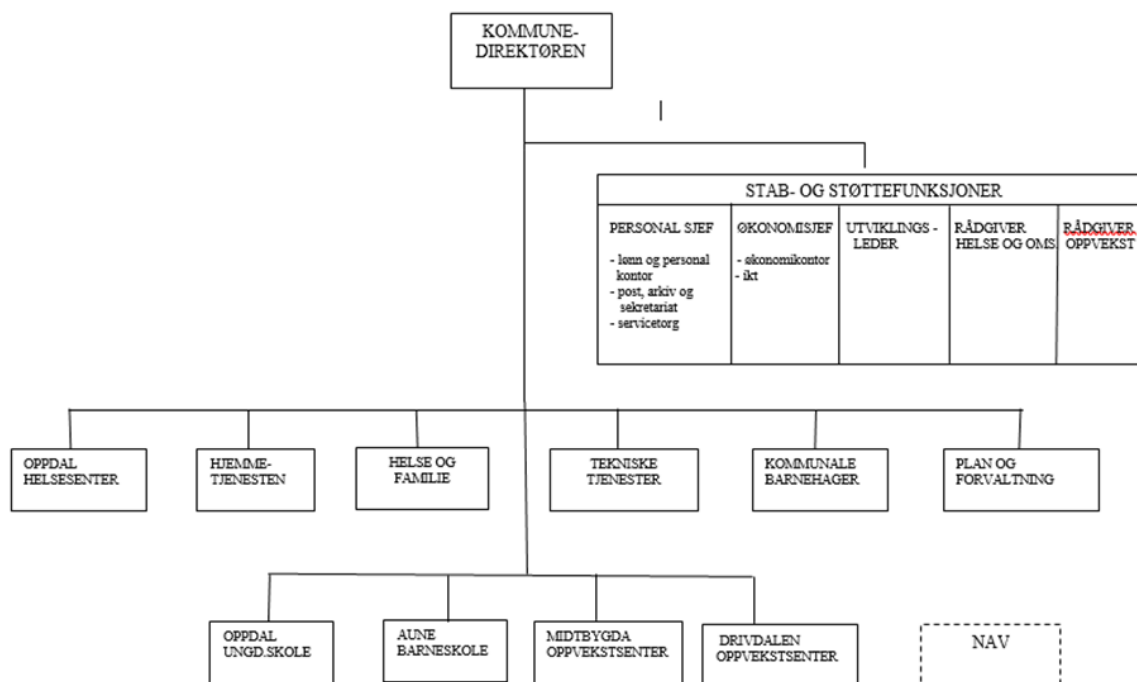 KOMMUNE-
DIREKTØREN
STAB- OG STØTTEFUNKSJONER
PERSONAL SJEF
- lønn og personal
kontor
- post, arkiv og
sekretariat
- servicetorg
ØKONOMISJEF
- økonomikontor
- ikt
UTVIKLINGS -
LEDER
RÅDGIVER
HELSE OG OMS.
RÅDGIVER
OPPVEKST
OPPDAL
HELSESENTER
HJEMME-
TJENESTEN
HELSE OG
FAMILIE
TEKNISKE
TJENESTER
KOMMUNALE
BARNEHAGER
PLAN OG
FORVALTNING
OPPDAL
UNGD.SKOLE
AUNE
BARNESKOLE
MIDTBYGDA
OPPVEKSTSENTER
DRIVDALEN
OPPVEKSTSENTER
NAV